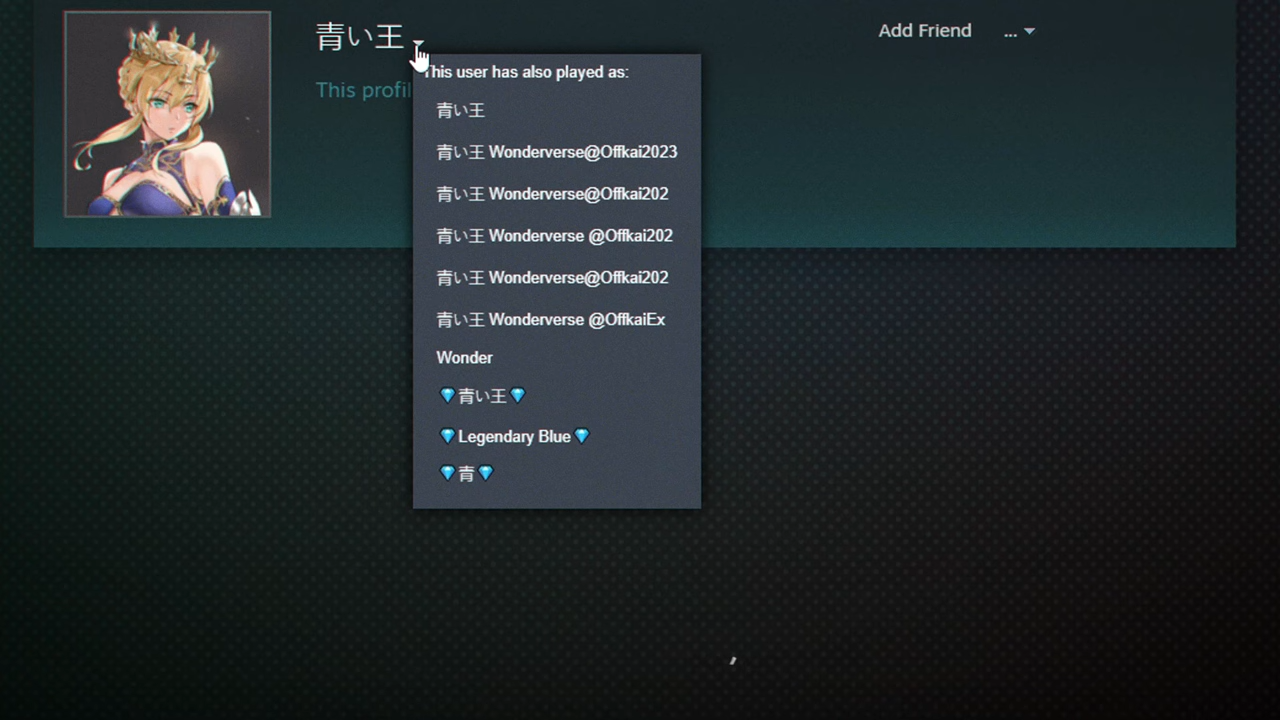 青い王
Add Friend
...
This profil
This user has also played as:
青い王
青い王 Wonderverse@Offkai2023
青い王 Wonderverse@Offkai202
青い王 Wonderverse @Offkai202
青い王 Wonderverse@Offkai202
青い王 Wonderverse @OffkaiEx
Wonder
💎青い王💎
💎Legendary Blue💎
💎青💎
,